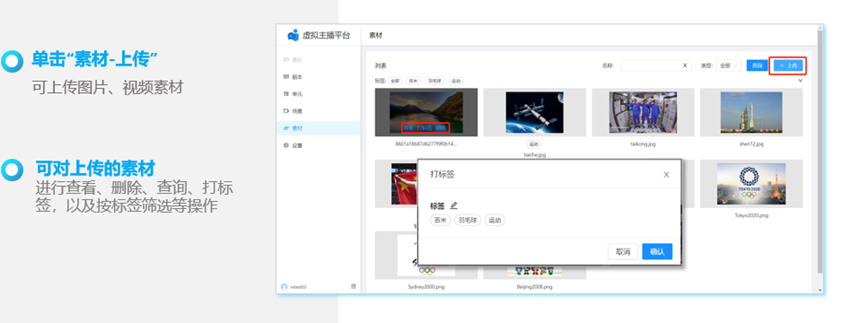 单击“素材-上传”
可上传图片、视频素材
可对上传的素材
进行查看、删除、查询、打标
签，以及按标签筛选等操作
虚拟主播平台
素材
剧本
单元
场景
素材
设置
列表
名称:
类型:
全部
查询
+ 上传
标签:
全部
百米
羽毛球
运动
查看 打标签 删除
运动
tianhe.jpg
taikong.jpg
shen12.jpg
打标签
标签
百米
羽毛球
运动
取消
确认
TOKYO 2020
Tokyo2020.png
Sydney2000.png
Beijing2008.png